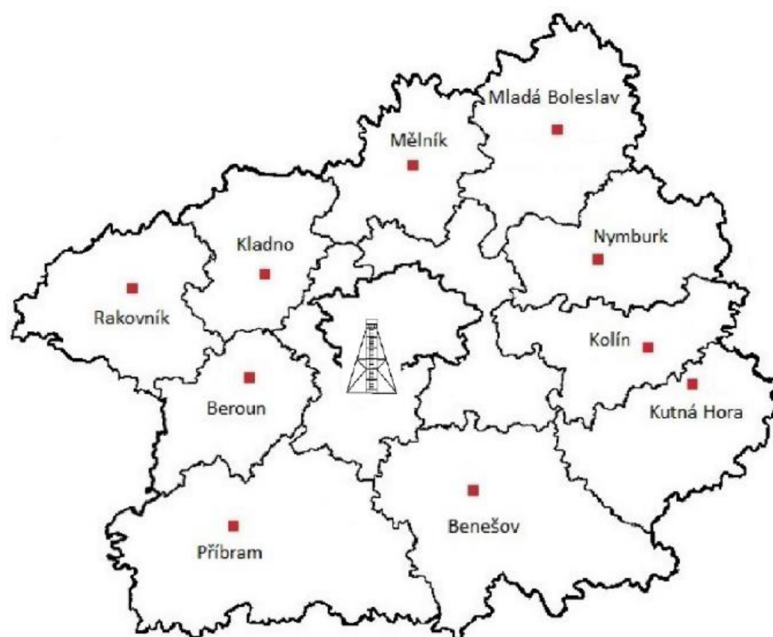 Mladá Boleslav
Mělník
Kladno
Nymburk
Rakovník
Kolín
Beroun
Kutná Hora
Benešov
Příbram